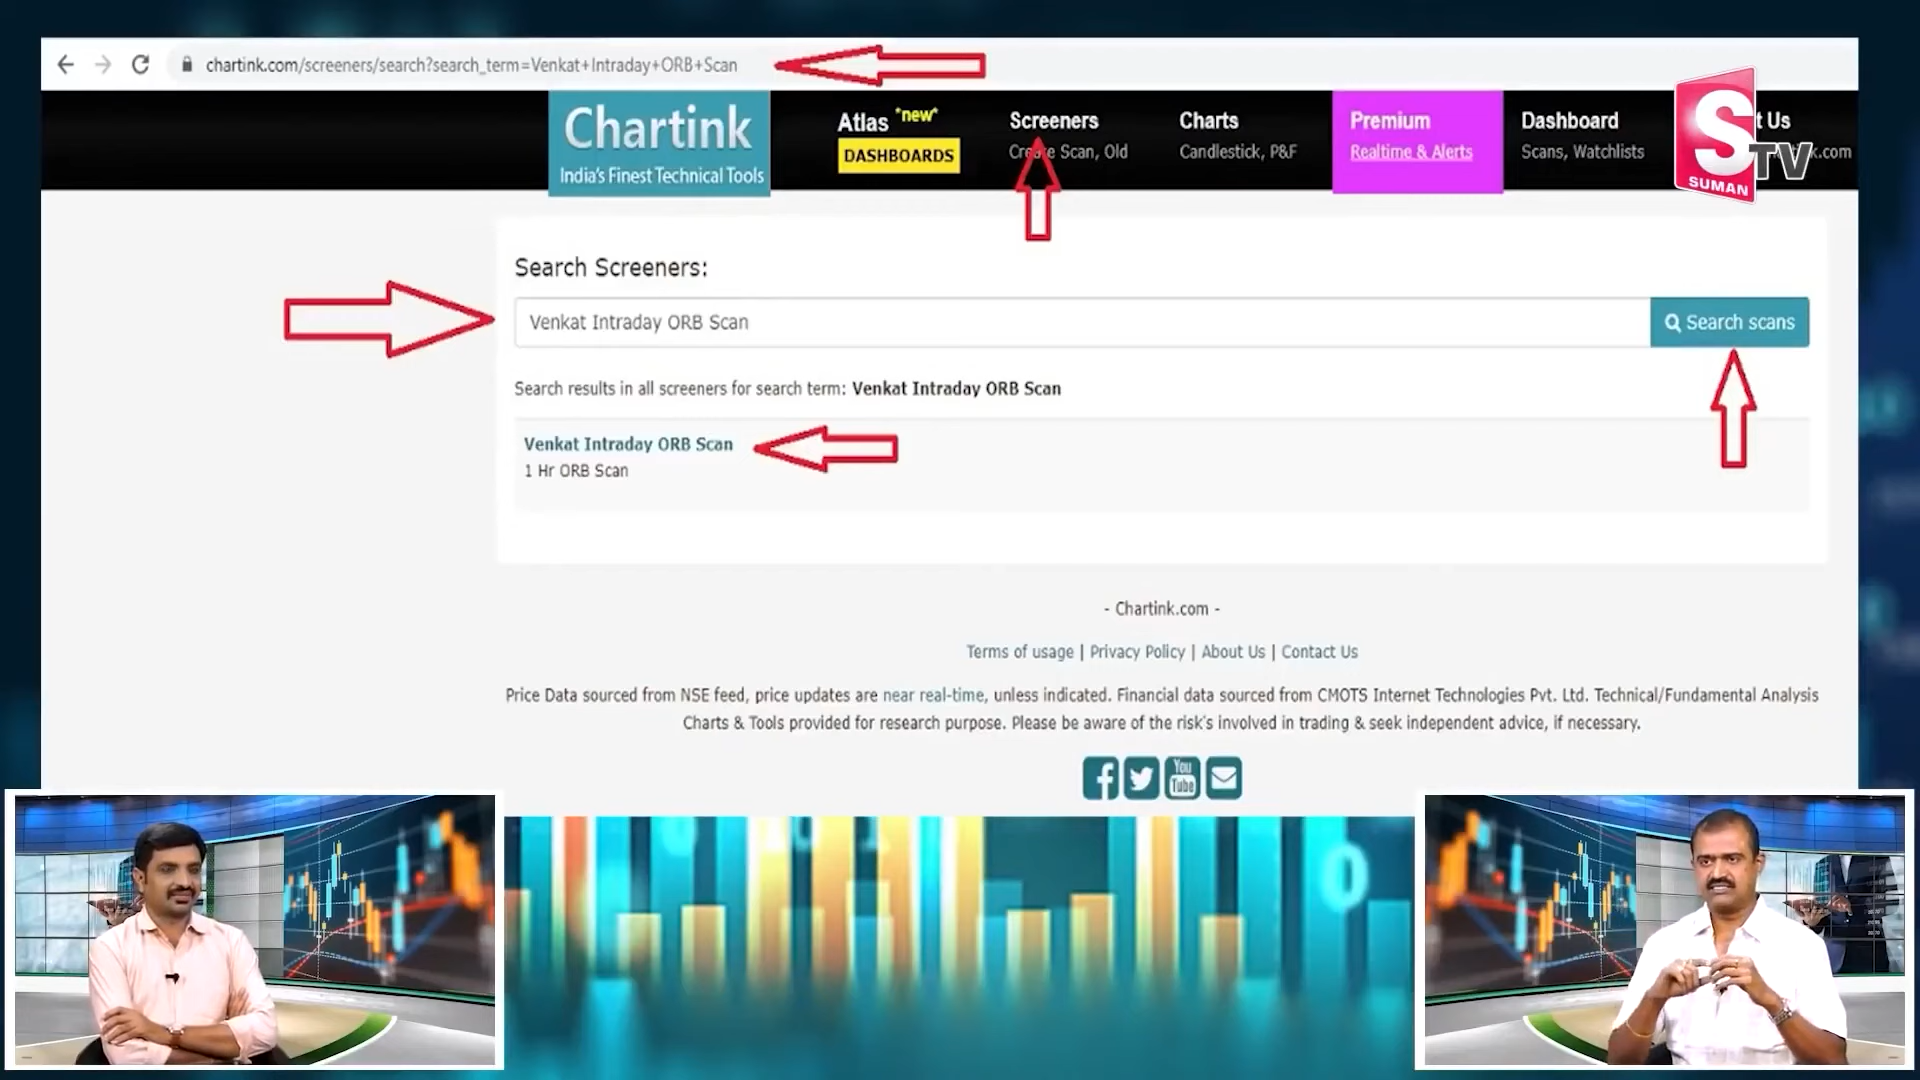 chartink.com/screeners/search?search_term=Venkat+Intraday+ORB+Scan
Chartink
India's Finest Technical Tools
Atlas *new*
DASHBOARDS
Screeners
Create Scan, Old
Charts
Candlestick, P&F
Premium
Realtime & Alerts
Dashboard
Scans, Watchlists
t Us
.com
S TV
SUMAN
Search Screeners:
Venkat Intraday ORB Scan
Search scans
Search results in all screeners for search term: Venkat Intraday ORB Scan
Venkat Intraday ORB Scan
1 Hr ORB Scan
- Chartink.com -
Terms of usage | Privacy Policy | About Us | Contact Us
Price Data sourced from NSE feed, price updates are near real-time, unless indicated. Financial data sourced from CMOTS Internet Technologies Pvt. Ltd. Technical/Fundamental Analysis
Charts & Tools provided for research purpose. Please be aware of the risk's involved in trading & seek independent advice, if necessary.
You
Tube
0